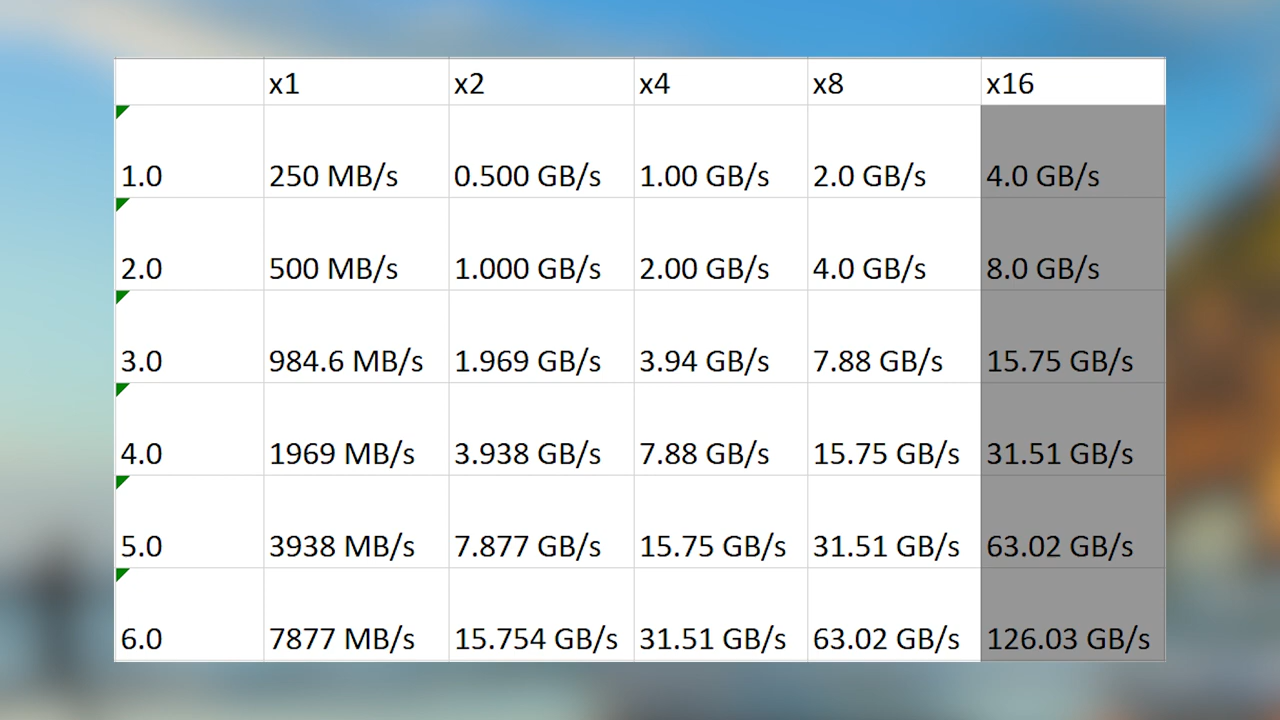 x1 x2 x4 x8 x16
1.0 250 MB/s 0.500 GB/s 1.00 GB/s 2.0 GB/s 4.0 GB/s
2.0 500 MB/s 1.000 GB/s 2.00 GB/s 4.0 GB/s 8.0 GB/s
3.0 984.6 MB/s 1.969 GB/s 3.94 GB/s 7.88 GB/s 15.75 GB/s
4.0 1969 MB/s 3.938 GB/s 7.88 GB/s 15.75 GB/s 31.51 GB/s
5.0 3938 MB/s 7.877 GB/s 15.75 GB/s 31.51 GB/s 63.02 GB/s
6.0 7877 MB/s 15.754 GB/s 31.51 GB/s 63.02 GB/s 126.03 GB/s